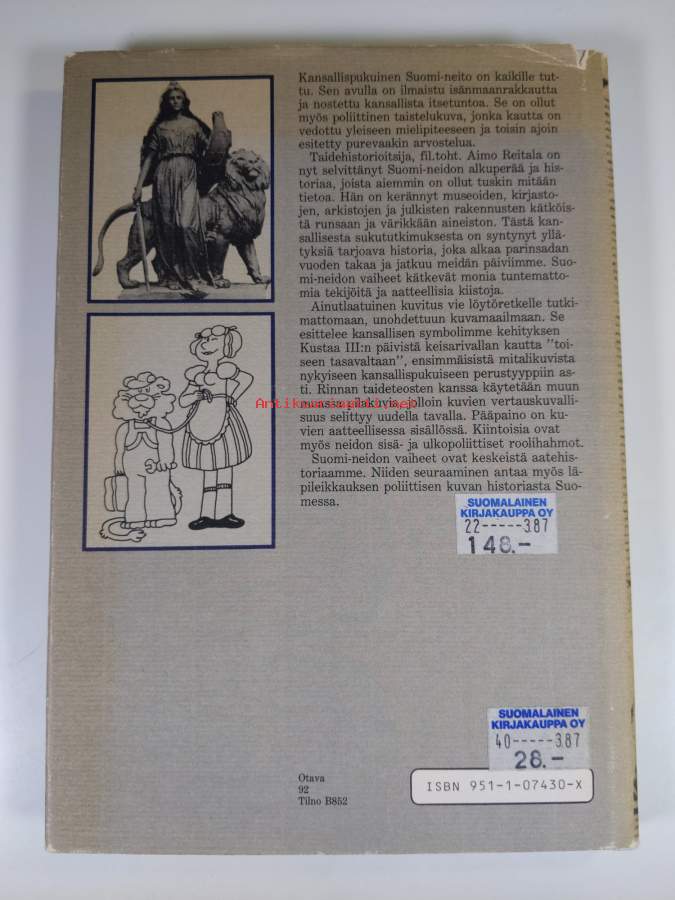 Kansallispukuinen Suomi-neito on kaikille tut-
tu. Sen avulla on ilmaistu isänmaanrakkautta
ja nostettu kansallista itsetuntoa. Se on ollut
myös poliittinen taistelukuva, jonka kautta on
vedottu yleiseen mielipiteeseen ja toisin ajoin
esitetty purevaakin arvostelua.
Taidehistorioitsija, fil.toht. Aimo Reitala on
nyt selvittänyt Suomi-neidon alkuperää ja his-
toriaa, joista aiemmin on ollut tuskin mitään
tietoa. Hän on kerännyt museoiden, kirjasto-
jen, arkistojen ja julkisten rakennusten kätköis-
tä runsaan ja värikkään aineiston. Tästä kan-
sallisesta sukututkimuksesta on syntynyt yllä-
tyksiä tarjoava historia, joka alkaa parinsadan
vuoden takaa ja jatkuu meidän päiviimme. Suo-
mi-neidon vaiheet kätkevät monia tuntematto-
mia tekijöitä ja aatteellisia kiistoja.
Ainutlaatuinen kuvitus vie löytöretkelle tutki-
mattomaan, unohdettuun kuvamaailmaan. Se
esittelee kansallisen symbolimme kehityksen
Kustaa III:n päivistä keisarivallan kautta "toi-
seen tasavaltaan", ensimmäisistä mitalikuvista
nykyiseen kansallispukuiseen perustyyppiin as-
ti. Rinnan taideteosten kanssa käytetään muun
muassa pilakuvia, jolloin kuvien vertauskuvalli-
suus selittyy uudella tavalla. Pääpaino on ku-
vien aatteellisessa sisällössä. Kiintoisia ovat
myös neidon sisä- ja ulkopoliittiset roolihahmot.
Suomi-neidon vaiheet ovat keskeistä aatehis-
toriaamme. Niiden seuraaminen antaa myös lä-
pileikkauksen poliittisen kuvan historiasta Suo-
messa.
SUOMALAINEN
KIRJAKAUPPA OY
22-----387
148.-
SUOMALAINEN
KIRJAKAUPPA OY
40-----387
28.-
Otava
92
Tilno B852
ISBN 951-1-07430-X